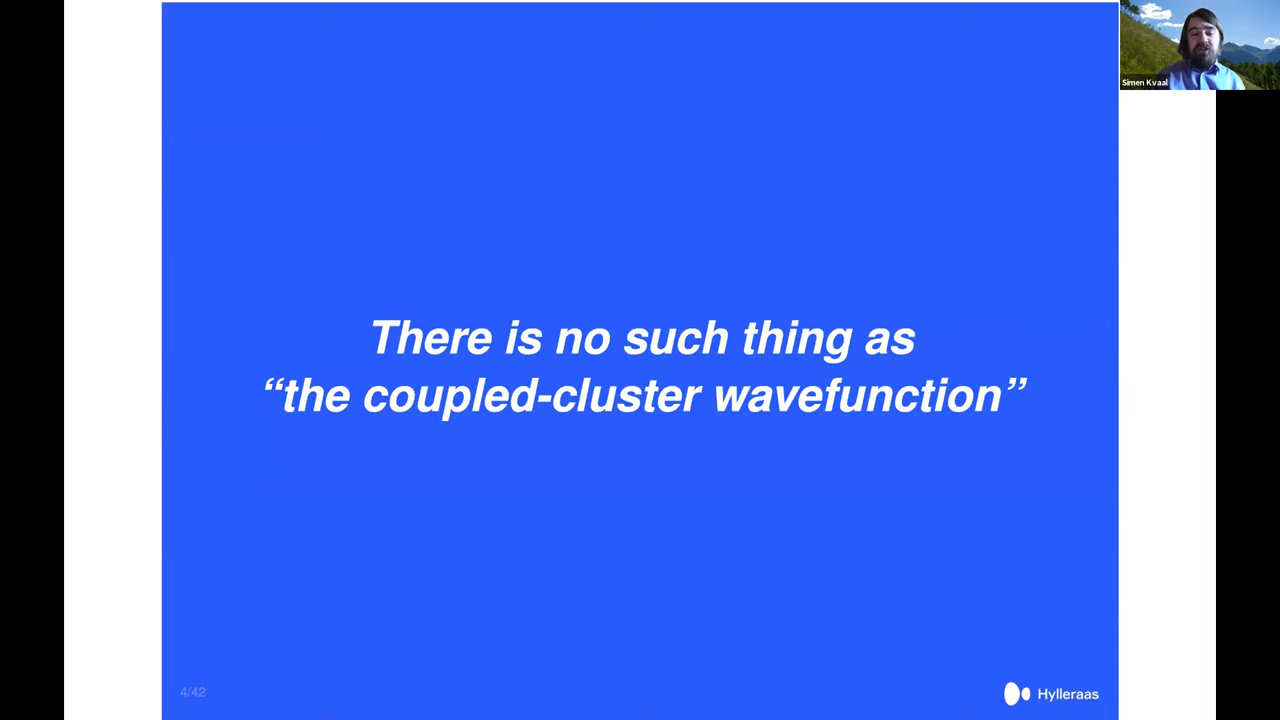 Simen Kvaal
There is no such thing as
“the coupled-cluster wavefunction”
4/42
Hylleraas